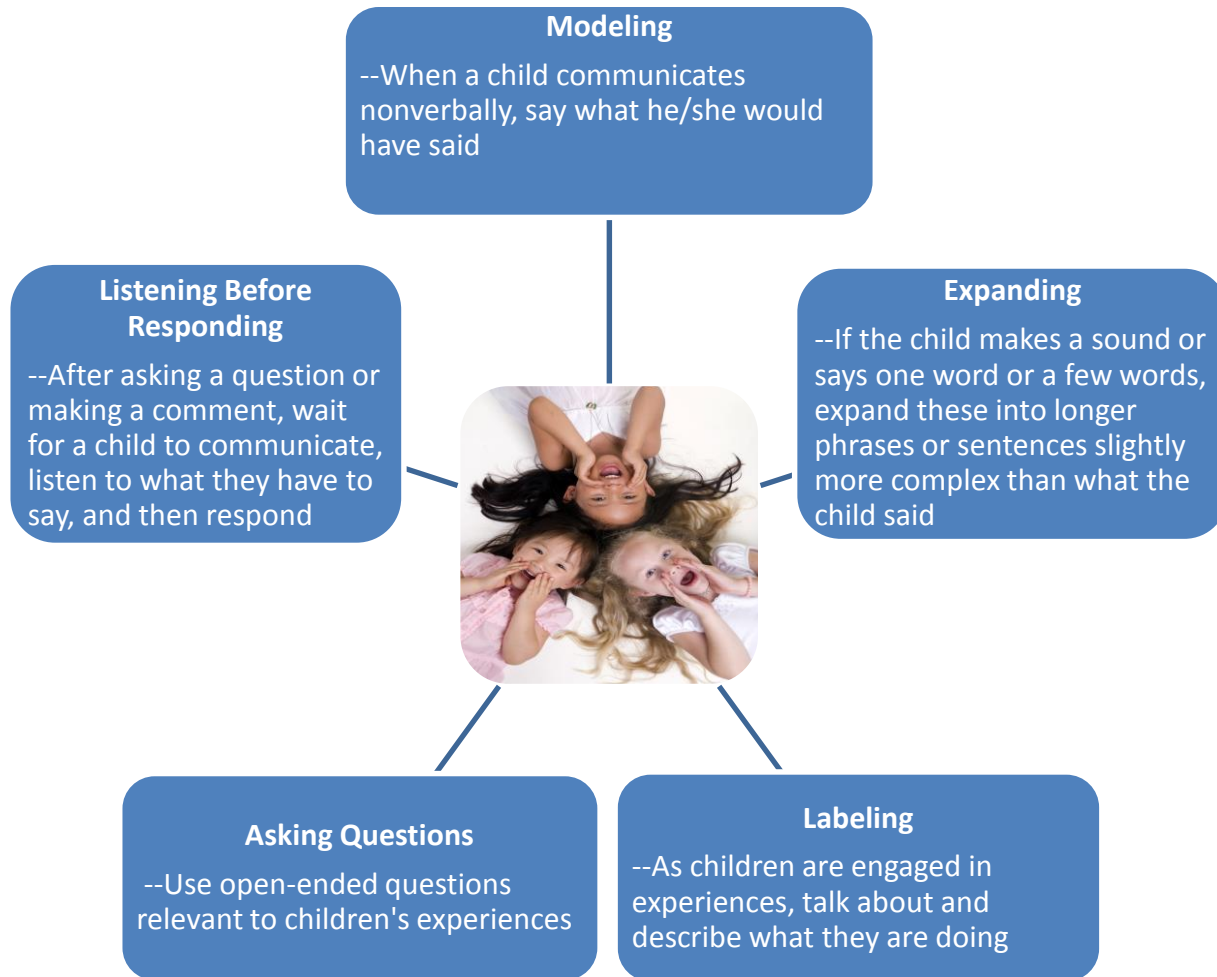 Modeling
--When a child communicates
nonverbally, say what he/she would
have said
Expanding
--If the child makes a sound or
says one word or a few words,
expand these into longer
phrases or sentences slightly
more complex than what the
child said
Labeling
--As children are engaged in
experiences, talk about and
describe what they are doing
Asking Questions
--Use open-ended questions
relevant to children's experiences
Listening Before
Responding
--After asking a question or
making a comment, wait
for a child to communicate,
listen to what they have to
say, and then respond